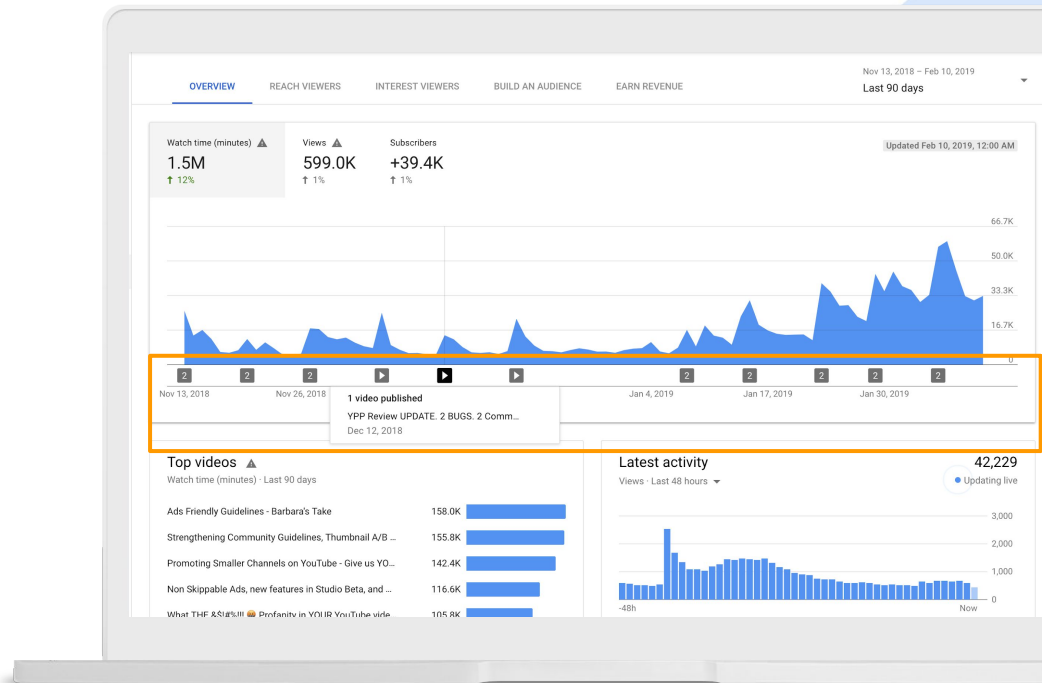 OVERVIEW REACH VIEWERS INTEREST VIEWERS BUILD AN AUDIENCE EARN REVENUE
Nov 13, 2018 – Feb 10, 2019
Last 90 days
Watch time (minutes) Views Subscribers
1.5M 599.0K +39.4K
↑ 12% ↑ 1% ↑ 1%
Updated Feb 10, 2019, 12:00 AM
66.7K
50.0K
33.3K
16.7K
0
2 2 2 2 2 2 2 2
Nov 13, 2018 Nov 26, 2018 Jan 4, 2019 Jan 17, 2019 Jan 30, 2019
1 video published
YPP Review UPDATE. 2 BUGS. 2 Comm...
Dec 12, 2018
Top videos
Watch time (minutes) · Last 90 days
Ads Friendly Guidelines - Barbara's Take 158.0K
Strengthening Community Guidelines, Thumbnail A/B ... 155.8K
Promoting Smaller Channels on YouTube - Give us YO... 142.4K
Non Skippable Ads, new features in Studio Beta, and ... 116.6K
What THE &$!#%!!! 🤬 Profanity in YOUR YouTube vide... 105.8K
Latest activity 42,229
Views · Last 48 hours Updating live
3,000
2,000
1,000
0
-48h Now